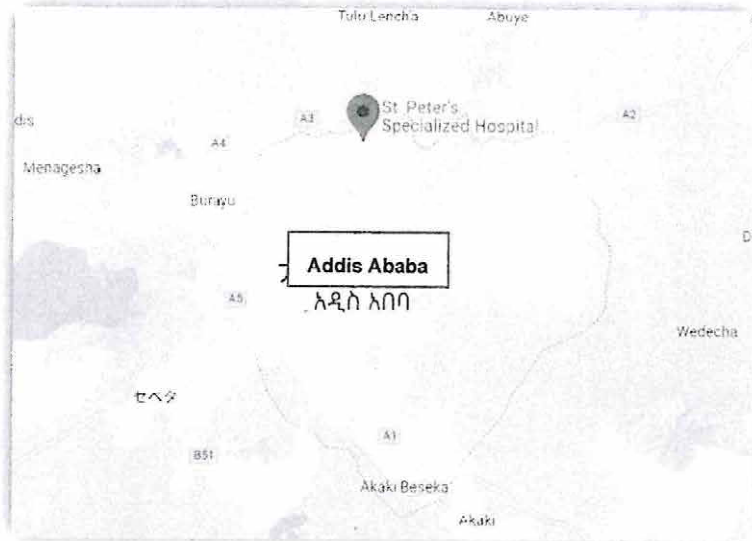 Tulu Lencha
Abuye
St. Peter's
Specialized Hospital
A3
A2
dis
A4
Menagesha
Burayu
D
Addis Ababa
አዲስ አበባ
A5
Wedecha
セベタ
A1
B51
Akaki Beseka
Akaki